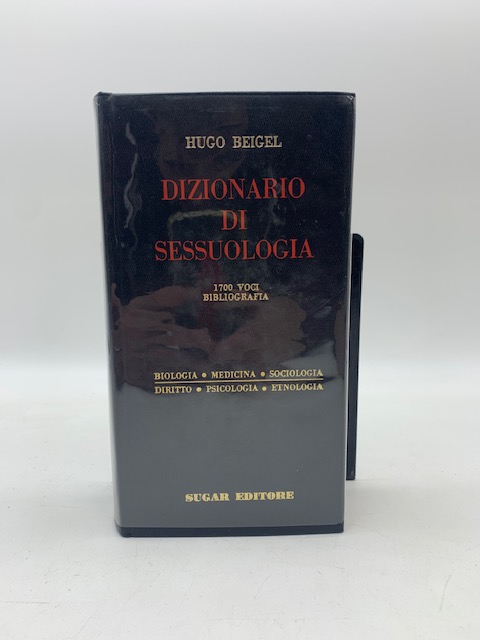 HUGO BEIGEL
DIZIONARIO
DI
SESSUOLOGIA
1700 VOCI
BIBLIOGRAFIA
BIOLOGIA • MEDICINA • SOCIOLOGIA
DIRITTO • PSICOLOGIA • ETNOLOGIA
SUGAR EDITORE